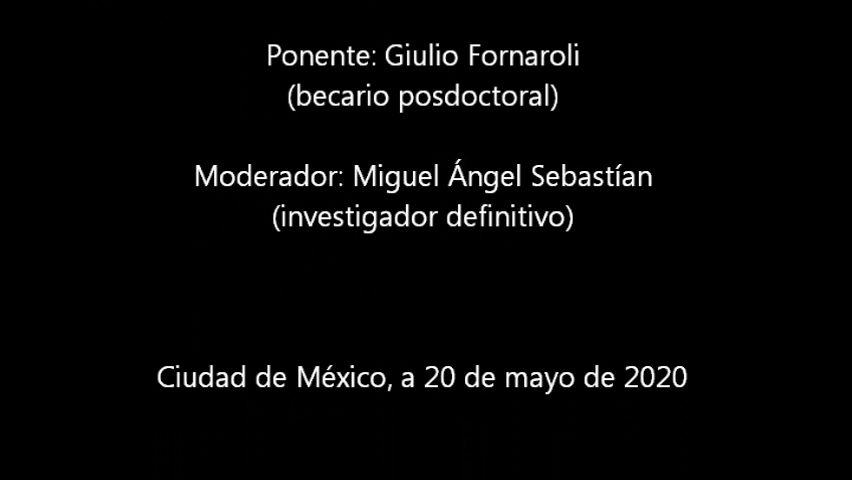 Ponente: Giulio Fornaroli
(becario posdoctoral)
Moderador: Miguel Ángel Sebastían
(investigador definitivo)
Ciudad de México, a 20 de mayo de 2020